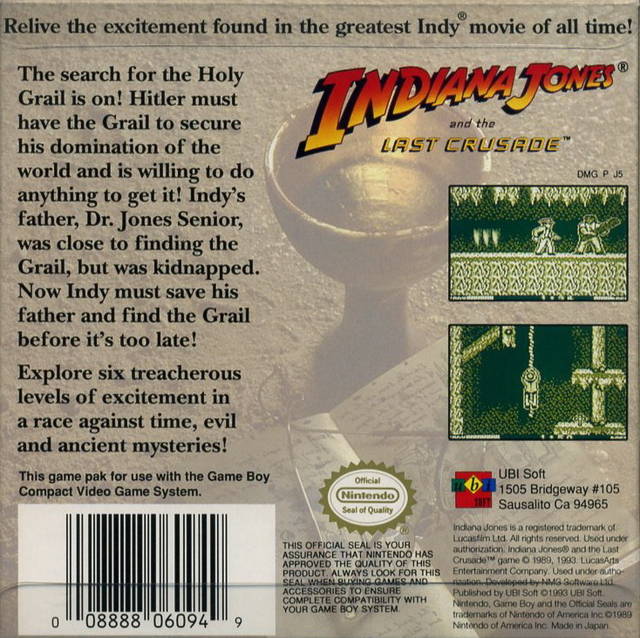 Relive the excitement found in the greatest Indy® movie of all time!
The search for the Holy
Grail is on! Hitler must
have the Grail to secure
his domination of the
world and is willing to do
anything to get it! Indy's
father, Dr. Jones Senior,
was close to finding the
Grail, but was kidnapped.
Now Indy must save his
father and find the Grail
before it's too late!
Explore six treacherous
levels of excitement in
a race against time, evil
and ancient mysteries!
This game pak for use with the Game Boy
Compact Video Game System.
INDIANA JONES®
and the
LAST CRUSADE™
DMG P J5
Official
Nintendo
Seal of Quality
®
THIS OFFICIAL SEAL IS YOUR
ASSURANCE THAT NINTENDO HAS
APPROVED THE QUALITY OF THIS
PRODUCT. ALWAYS LOOK FOR THIS
SEAL WHEN BUYING GAMES AND
ACCESSORIES TO ENSURE
COMPLETE COMPATIBILITY WITH
YOUR GAME BOY SYSTEM.
ubi
SOFT
UBI Soft
1505 Bridgeway #105
Sausalito Ca 94965
Indiana Jones is a registered trademark of
Lucasfilm Ltd. All rights reserved. Used under
authorization. Indiana Jones® and the Last
Crusade™ game © 1989, 1993. LucasArts
Entertainment Company. Used under autho-
rization. Developed by NMS Software Ltd.
Published by UBI Soft ©1993 UBI Soft.
Nintendo, Game Boy and the Official Seals are
trademarks of Nintendo of America Inc ©1989
Nintendo of America Inc. Made in Japan.
0 08888 06094 9